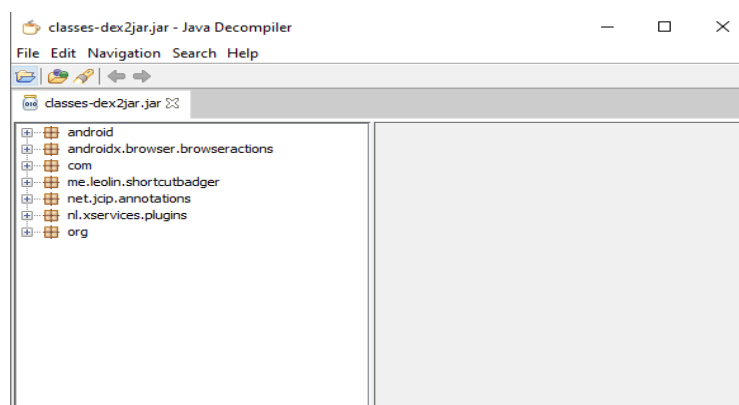 classes-dex2jar.jar - Java Decompiler
File Edit Navigation Search Help
classes-dex2jar.jar
android
androidx.browser.browseractions
com
me.leolin.shortcutbadger
net.jcip.annotations
nl.xservices.plugins
org